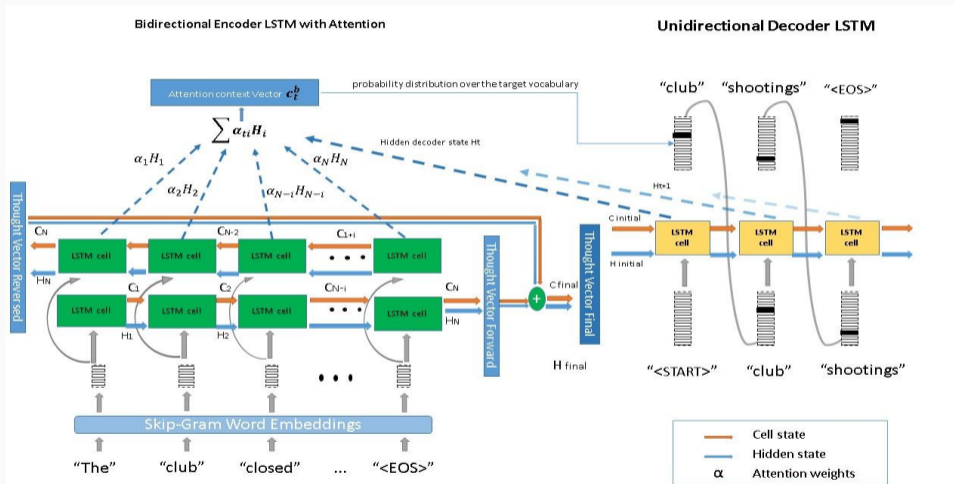 Bidirectional Encoder LSTM with Attention
Unidirectional Decoder LSTM
Attention context Vector c_t^b
probability distribution over the target vocabulary
"club" "shootings" "<EOS>"
∑ α_{ti}H_i
Hidden decoder state Ht
α_1H_1
α_2H_2
α_{N-i}H_{N-i}
α_NH_N
Ht+1
Thought Vector Reversed
C_N
C_{N-2}
C_{1+i}
LSTM cell
LSTM cell
LSTM cell
• • •
LSTM cell
H_N
C_1
C_2
C_{N-i}
C_N
LSTM cell
LSTM cell
LSTM cell
• • •
LSTM cell
H_1
H_2
H_N
Thought Vector Forward
+
C final
H final
Thought Vector Final
C initial
H initial
LSTM cell
LSTM cell
LSTM cell
• • •
Skip-Gram Word Embeddings
"The" "club" "closed" ... "<EOS>"
"<START>" "club" "shootings"
Cell state
Hidden state
α Attention weights